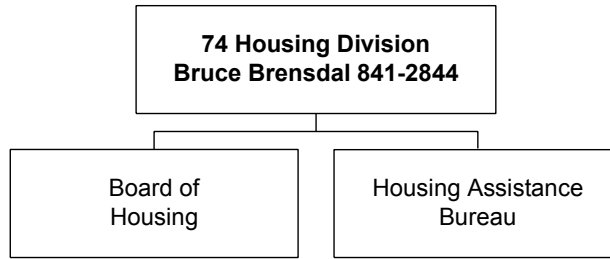 74 Housing Division
Bruce Brensdal 841-2844
Board of
Housing
Housing Assistance
Bureau